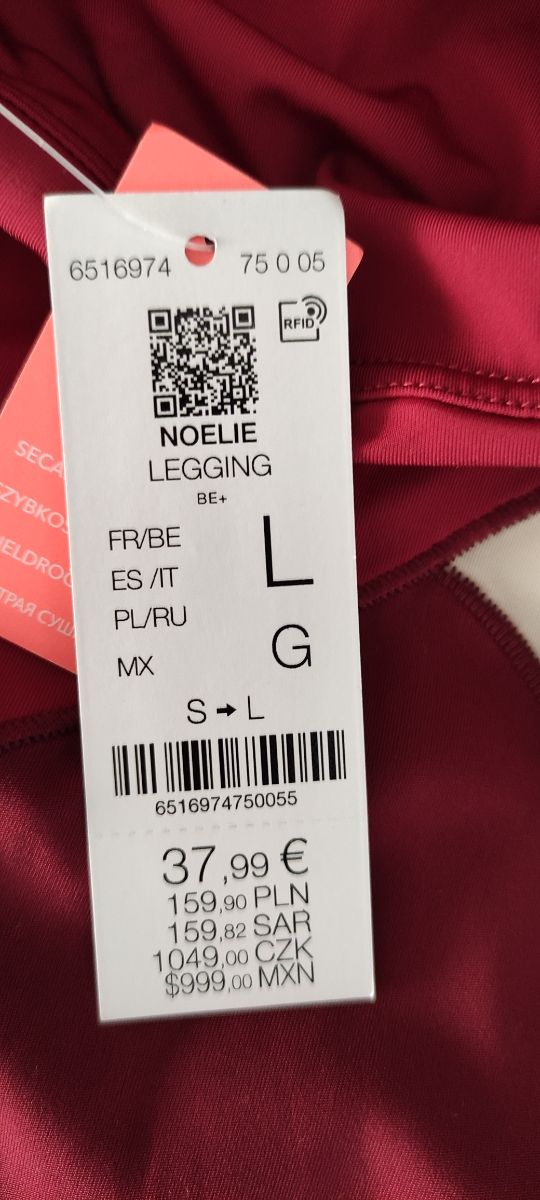 6516974 75 0 05
RFID
NOELIE
LEGGING
BE+
FR/BE
ES /IT
PL/RU
L
MX
G
S → L
6516974750055
37,99 €
159,90 PLN
159,82 SAR
1049,00 CZK
$999,00 MXN